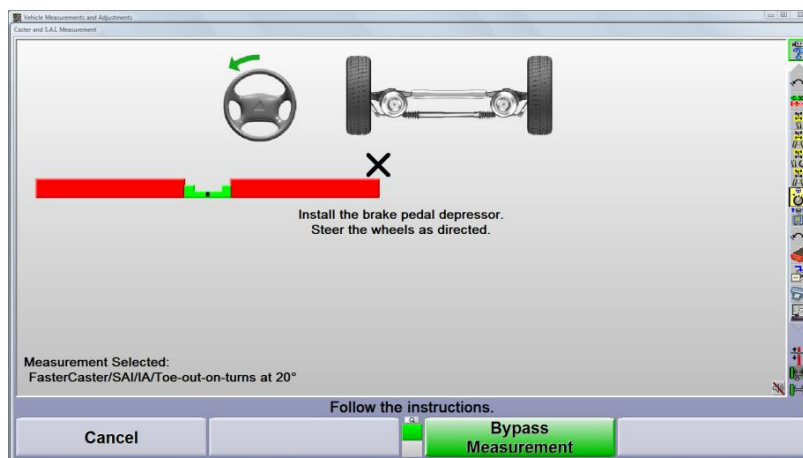 Vehicle Measurements and Adjustments
Caster and S.A.I. Measurement
Install the brake pedal depressor.
Steer the wheels as directed.
Measurement Selected:
FasterCaster/SAI/IA/Toe-out-on-turns at 20°
Follow the instructions.
Cancel
Bypass
Measurement